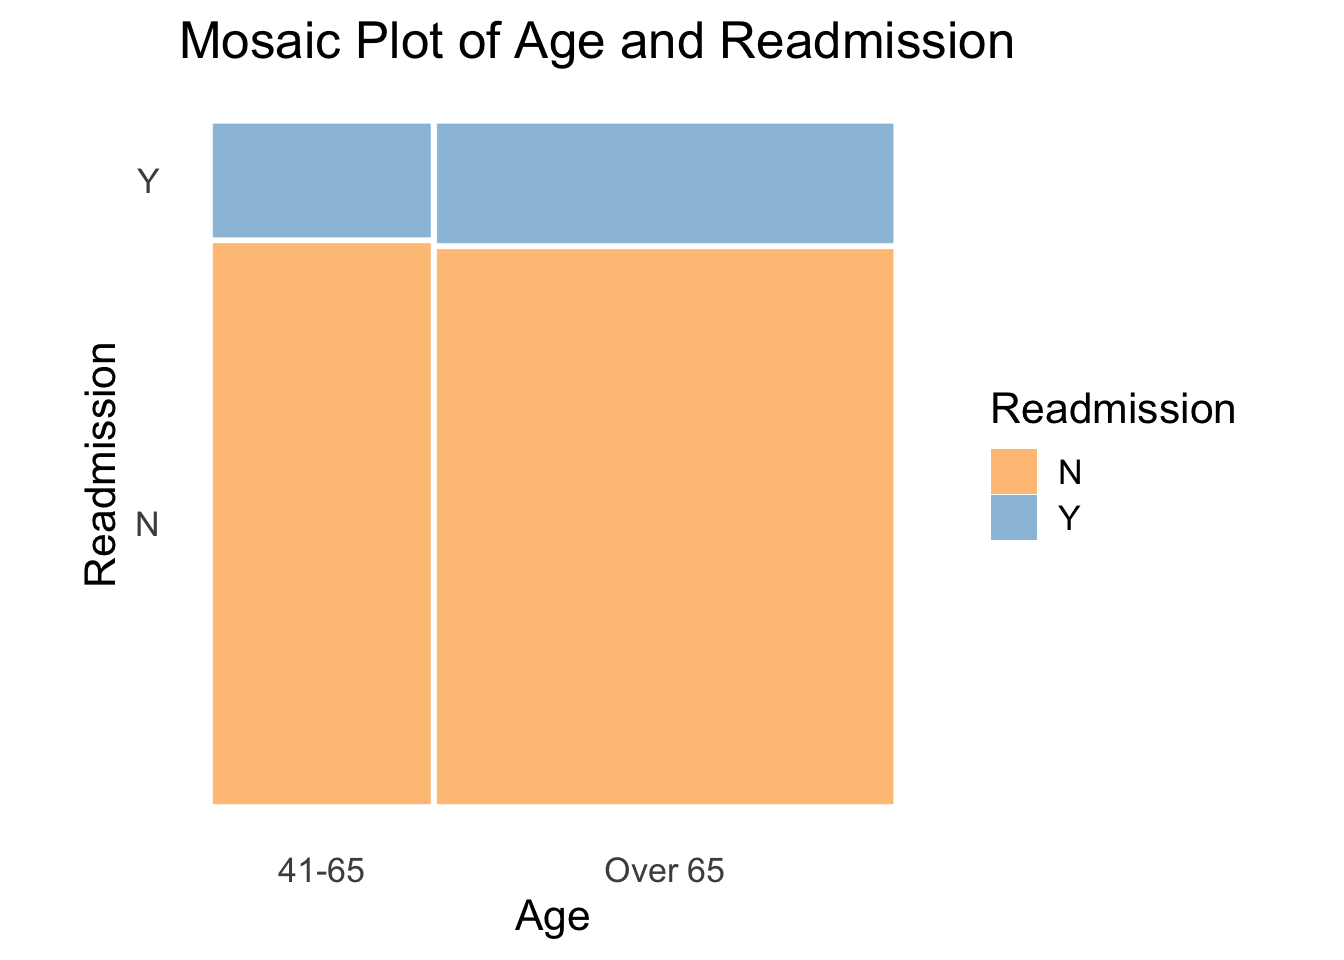 Mosaic Plot of Age and Readmission
Y
N
Readmission
41-65
Over 65
Age
Readmission
N
Y